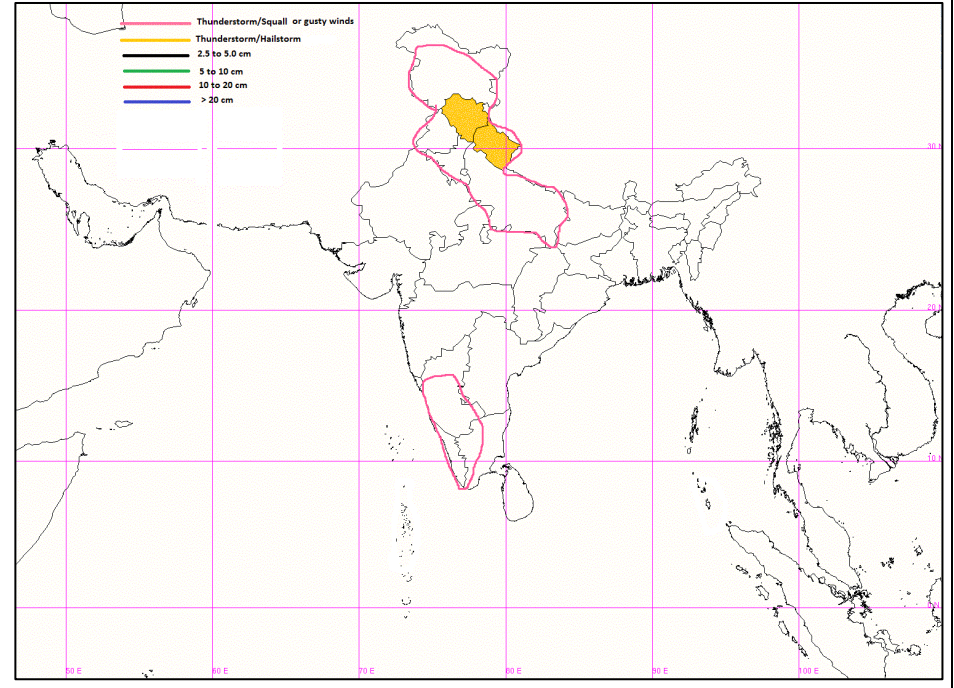 Thunderstorm/Squall or gusty winds
Thunderstorm/Hailstorm
2.5 to 5.0 cm
5 to 10 cm
10 to 20 cm
> 20 cm
30 N
20 N
10 N
60 E
70 E
80 E
90 E
100 E